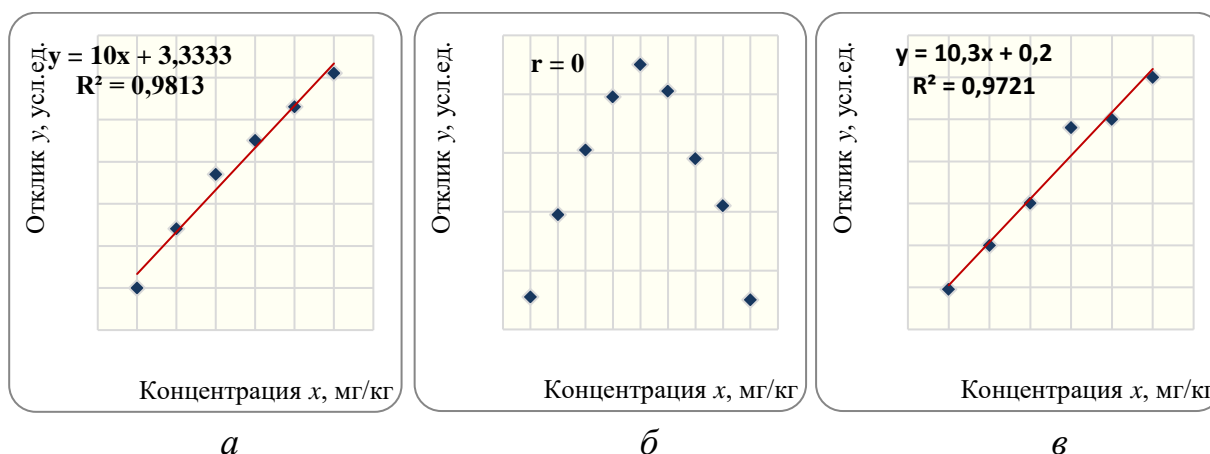 y = 10x + 3,3333
R² = 0,9813
Отклик y, усл.ед.
Концентрация x, мг/кг
а
r = 0
Отклик y, усл.ед.
Концентрация x, мг/кг
б
y = 10,3x + 0,2
R² = 0,9721
Отклик y, усл.ед.
Концентрация x, мг/кг
в